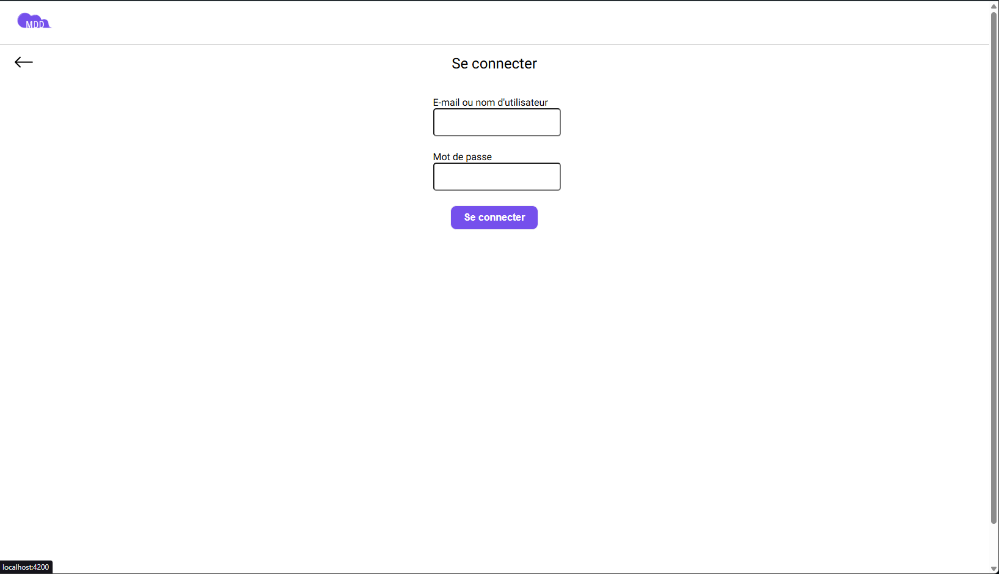 MDD
Se connecter
E-mail ou nom d'utilisateur
Mot de passe
Se connecter
localhost:4200